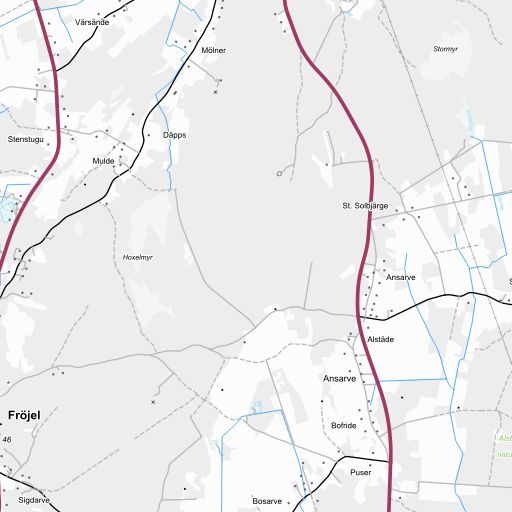 Värsände
Mölner
Stormyr
Stenstugu
Däpps
Mulde
St. Solbjärge
Hoxelmyr
Ansarve
S
Alstäde
Ansarve
Fröjel
Bofride
46
Puser
Sigdarve
Bosarve